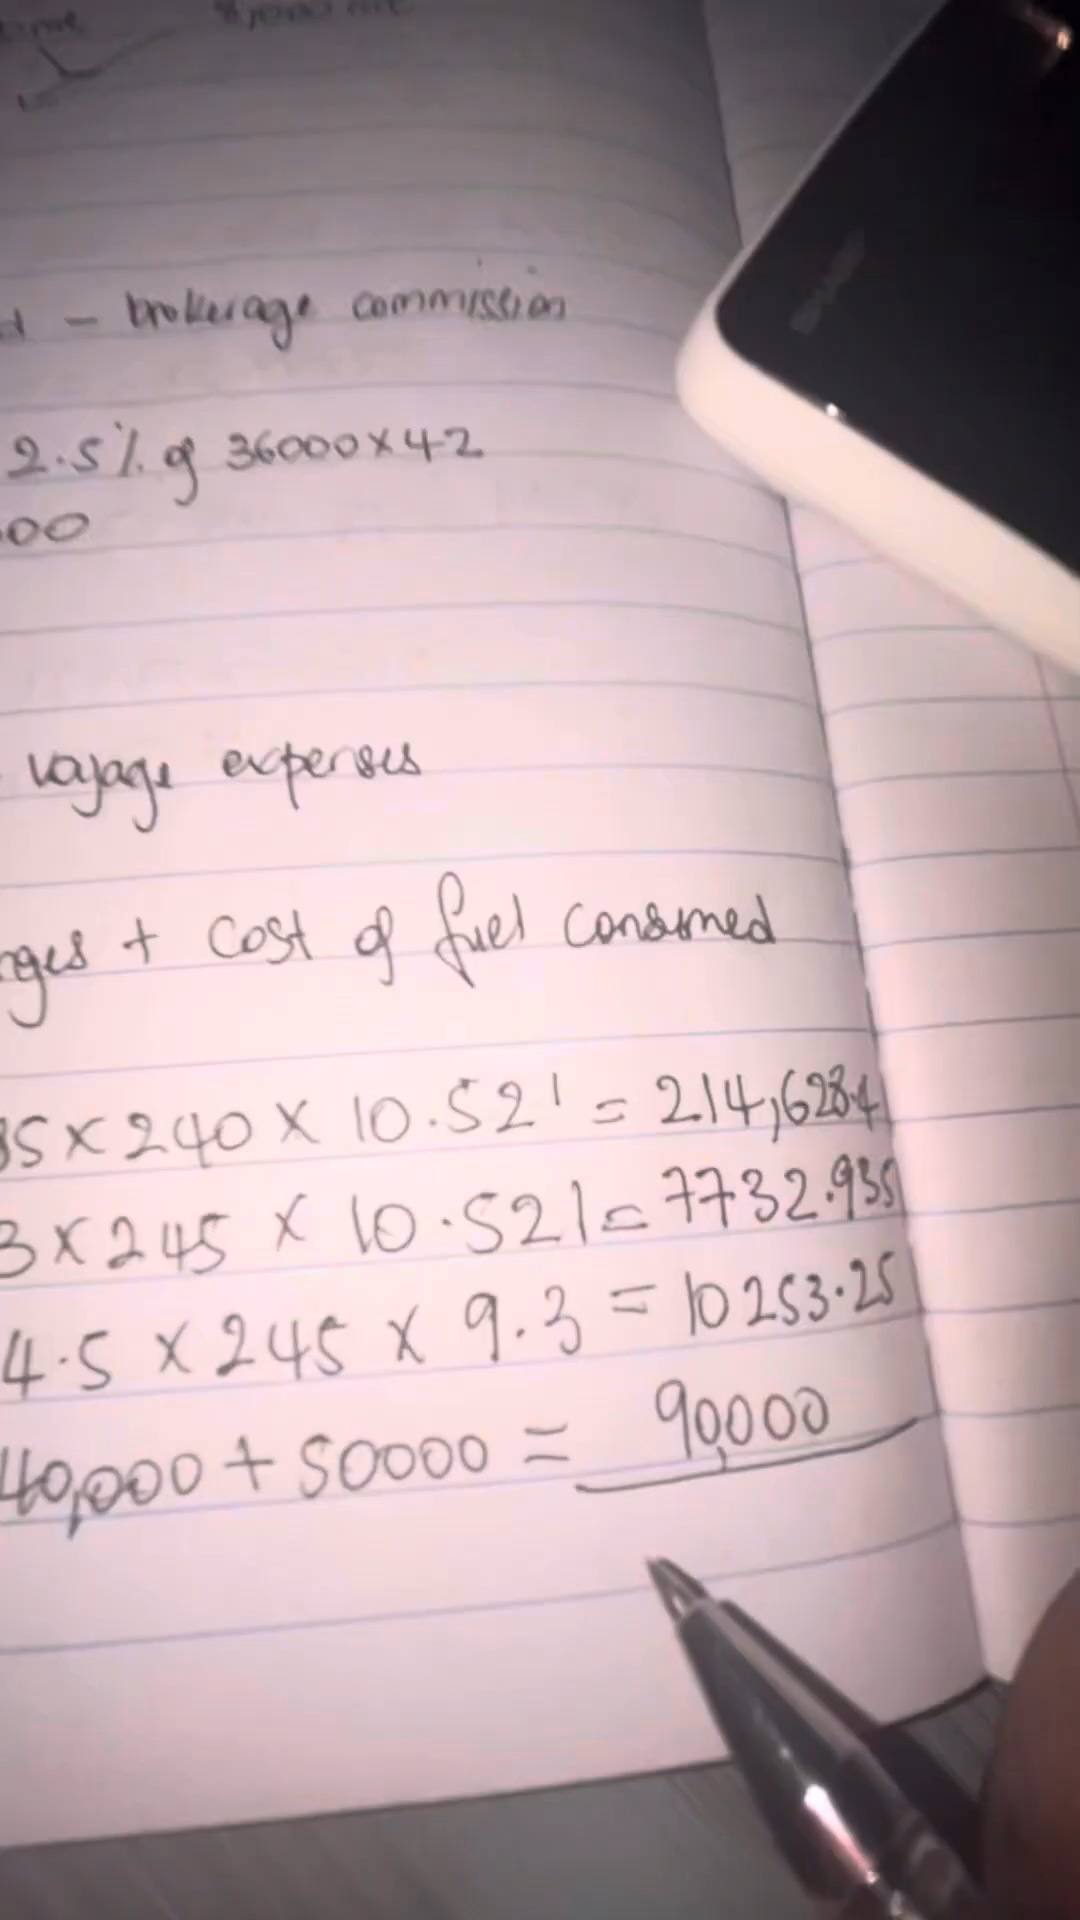 - brokerage commission
2.5% of 36000 x 42
00
voyage expenses
+ Cost of fuel consumed
85 x 240 x 10.521 = 214,628.4
3 x 245 x 10.521 = 7732.935
4.5 x 245 x 9.3 = 10253.25
40,000 + 50000 = 90,000